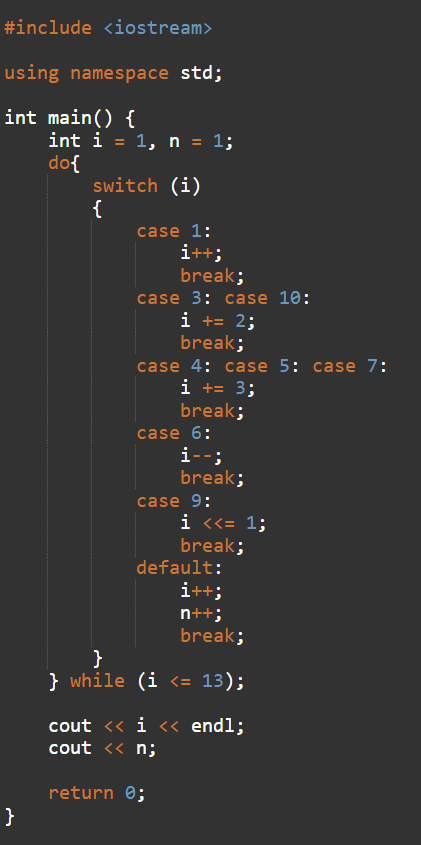 #include <iostream>
using namespace std;
int main() {
    int i = 1, n = 1;
    do{
        switch (i)
        {
            case 1:
                i++;
                break;
            case 3: case 10:
                i += 2;
                break;
            case 4: case 5: case 7:
                i += 3;
                break;
            case 6:
                i--;
                break;
            case 9:
                i <<= 1;
                break;
            default:
                i++;
                n++;
                break;
        }
    } while (i <= 13);
    cout << i << endl;
    cout << n;
    return 0;
}